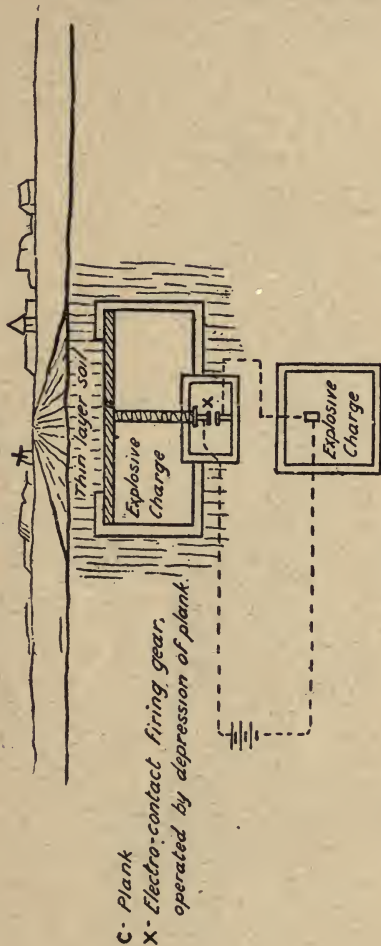 Thin layer soil
Explosive
Charge
X
Explosive
Charge
C- Plank
X- Electro-contact firing gear,
operated by depression of plank.